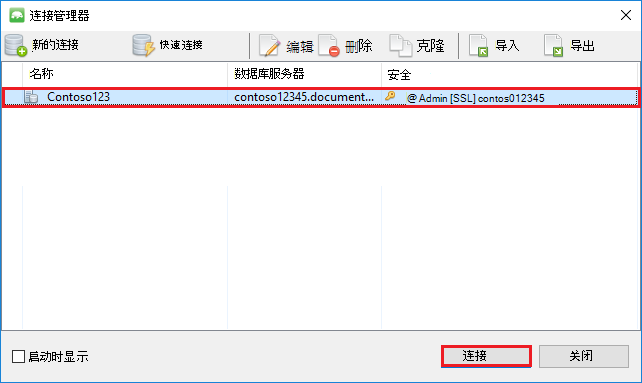 连接管理器
新的连接 快速连接 编辑 删除 克隆 导入 导出
名称 数据库服务器 安全
Contoso123 contoso12345.document... @Admin [SSL] contos012345
启动时显示 连接 关闭